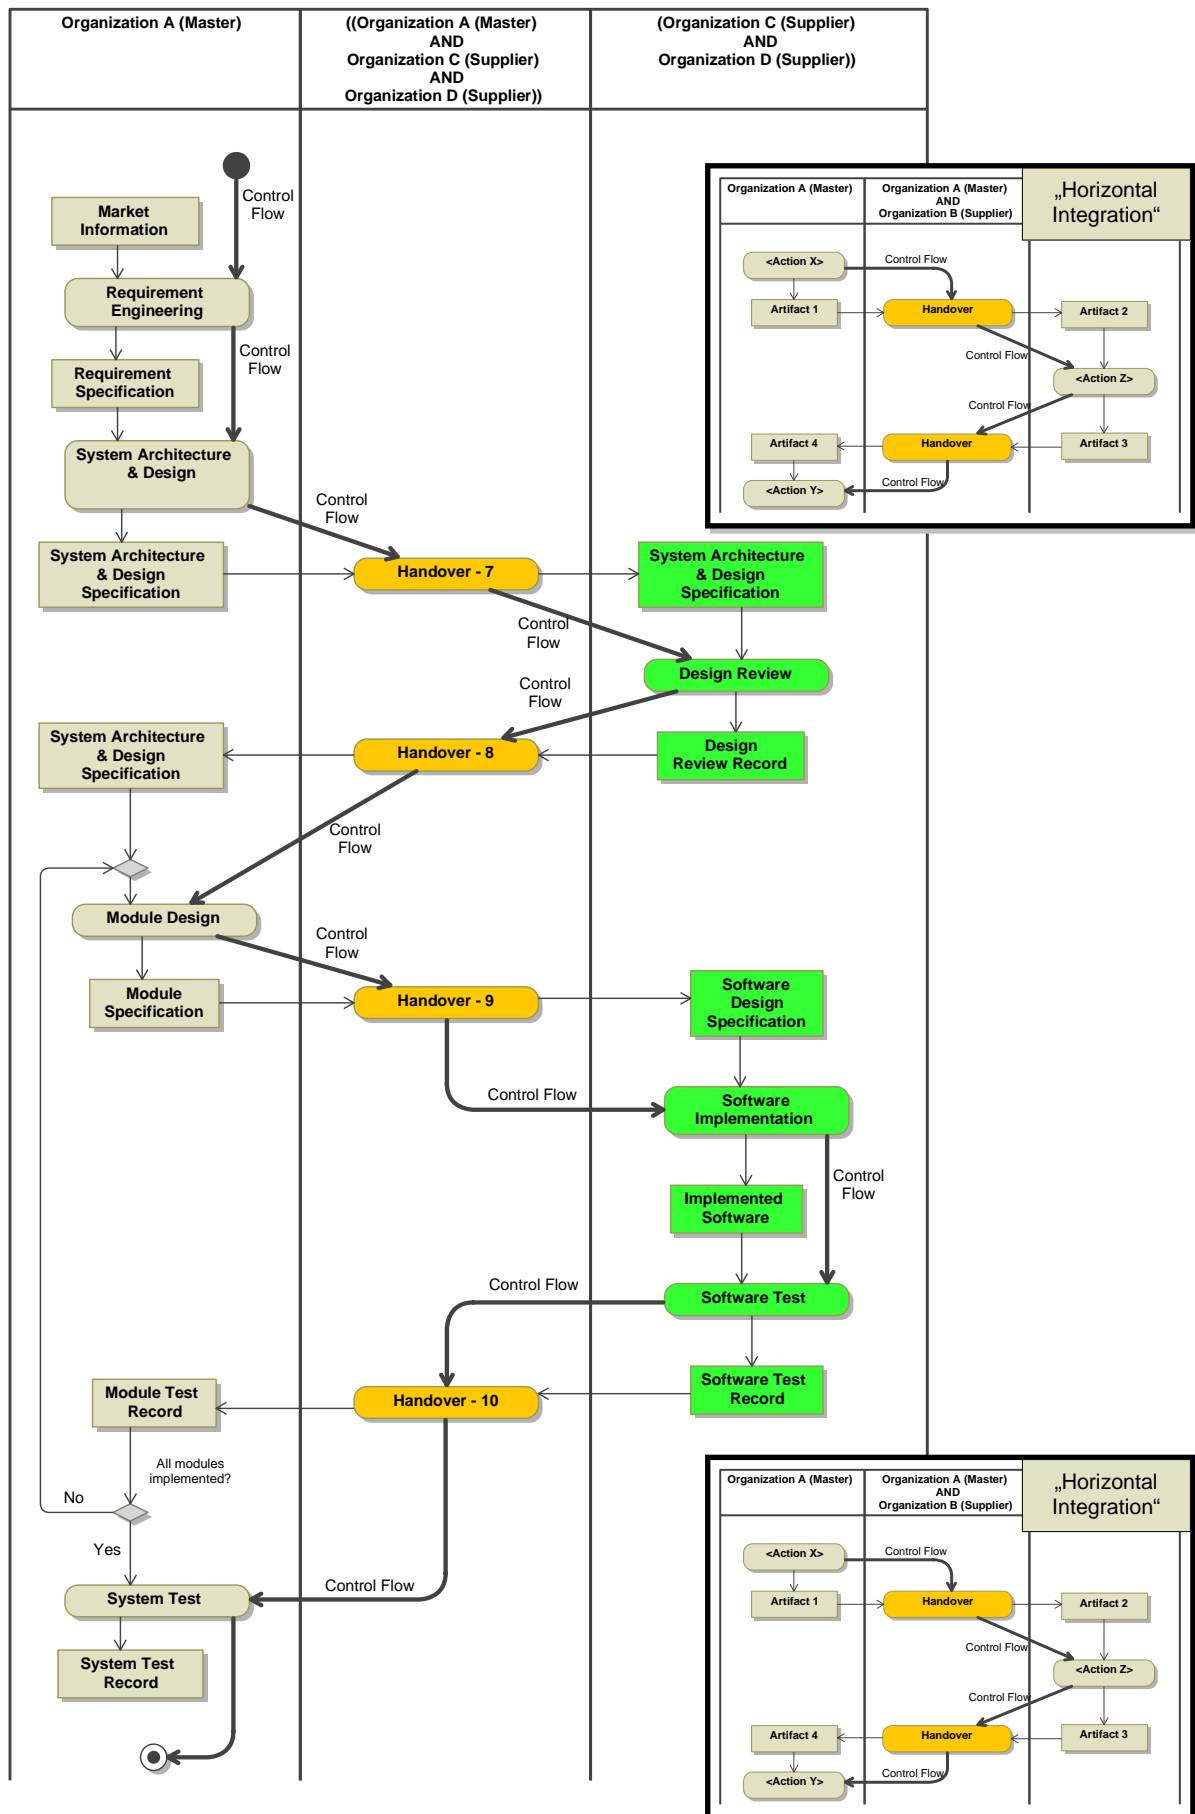 Organization A (Master)
((Organization A (Master)
AND
Organization C (Supplier)
AND
Organization D (Supplier))
(Organization C (Supplier)
AND
Organization D (Supplier))
Control
Flow
Market
Information
Requirement
Engineering
Control
Flow
Requirement
Specification
System Architecture
& Design
Control
Flow
System Architecture
& Design
Specification
Handover - 7
System Architecture
& Design
Specification
Control
Flow
Design Review
Control
Flow
System Architecture
& Design
Specification
Handover - 8
Design
Review Record
Control
Flow
Module Design
Control
Flow
Module
Specification
Handover - 9
Software
Design
Specification
Control Flow
Software
Implementation
Control
Flow
Implemented
Software
Control Flow
Software Test
Module Test
Record
Handover - 10
Software Test
Record
All modules
implemented?
No
Yes
System Test
Control Flow
System Test
Record
Organization A (Master)
Organization A (Master)
AND
Organization B (Supplier)
„Horizontal
Integration“
<Action X>
Control Flow
Artifact 1
Handover
Artifact 2
Control Flow
<Action Z>
Control Flow
Artifact 4
Handover
Artifact 3
<Action Y>
Control Flow
Organization A (Master)
Organization A (Master)
AND
Organization B (Supplier)
„Horizontal
Integration“
<Action X>
Control Flow
Artifact 1
Handover
Artifact 2
Control Flow
<Action Z>
Control Flow
Artifact 4
Handover
Artifact 3
<Action Y>
Control Flow